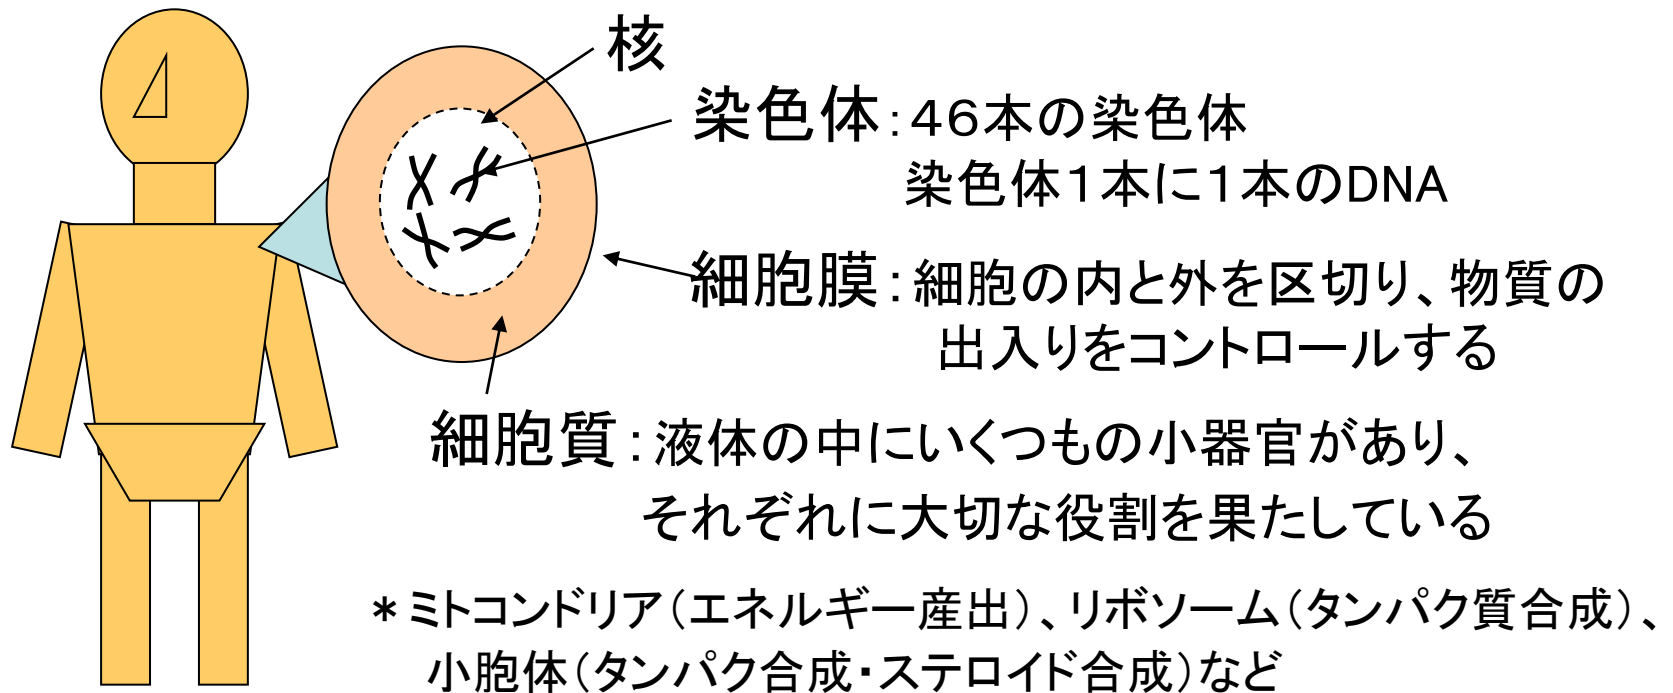 核
染色体：４６本の染色体
染色体１本に１本のDNA
細胞膜：細胞の内と外を区切り、物質の
出入りをコントロールする
細胞質：液体の中にいくつもの小器官があり、
それぞれに大切な役割を果たしている
＊ミトコンドリア（エネルギー産出）、リボソーム（タンパク質合成）、
小胞体（タンパク合成・ステロイド合成）など